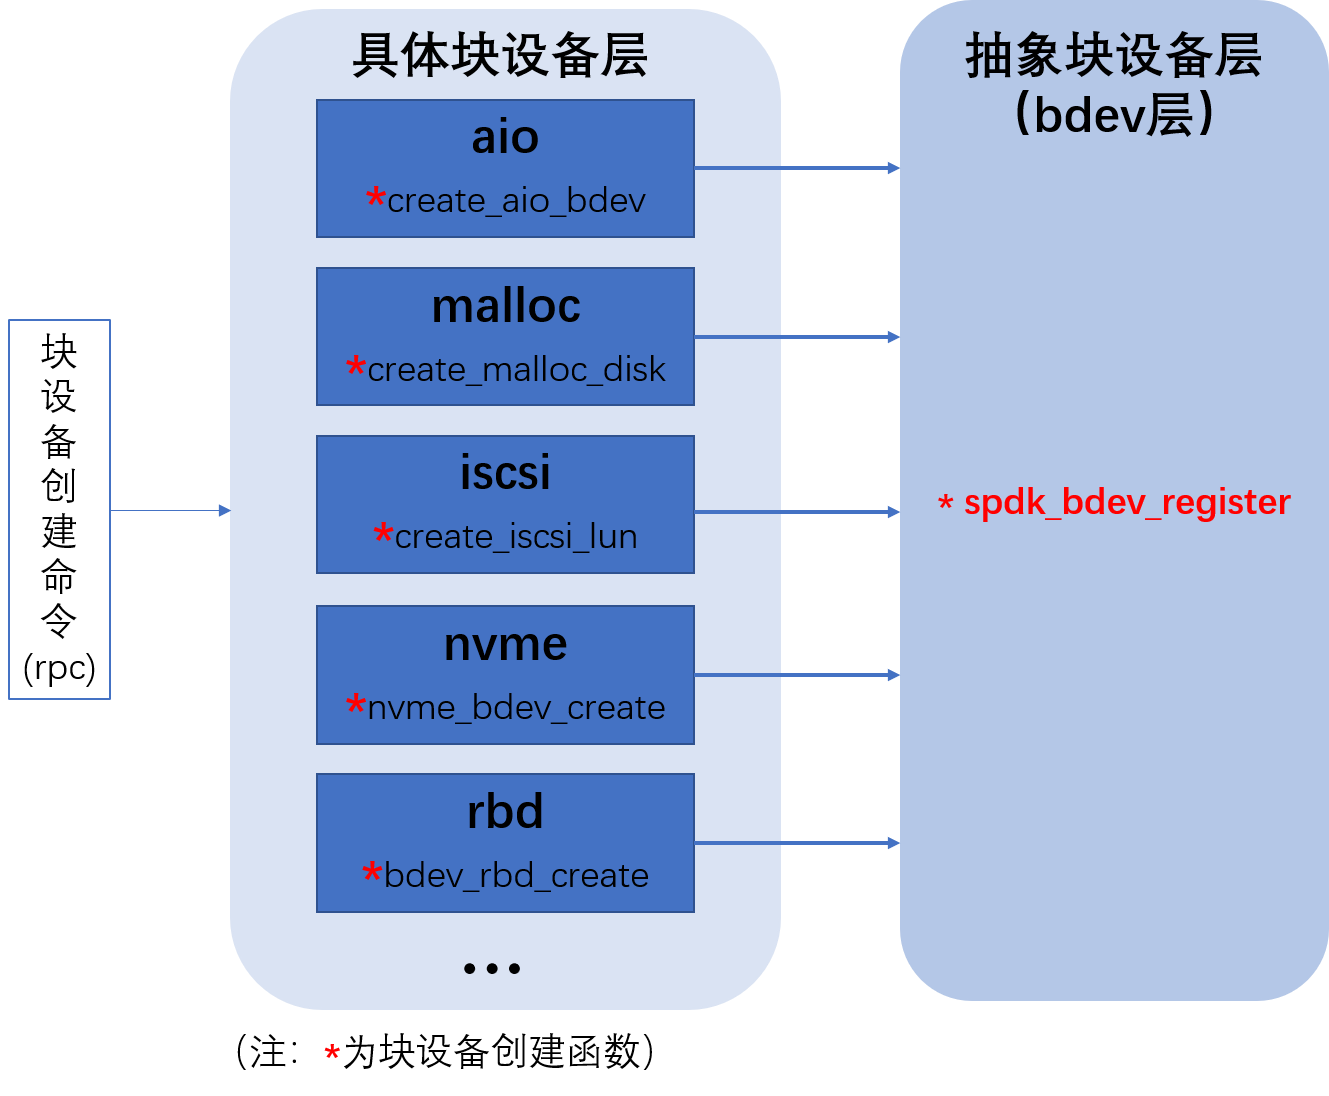 块设备创建命令
(rpc)
具体块设备层
aio
*create_aio_bdev
malloc
*create_malloc_disk
iscsi
*create_iscsi_lun
nvme
*nvme_bdev_create
rbd
*bdev_rbd_create
...
抽象块设备层
（bdev层）
* spdk_bdev_register
（注：*为块设备创建函数）